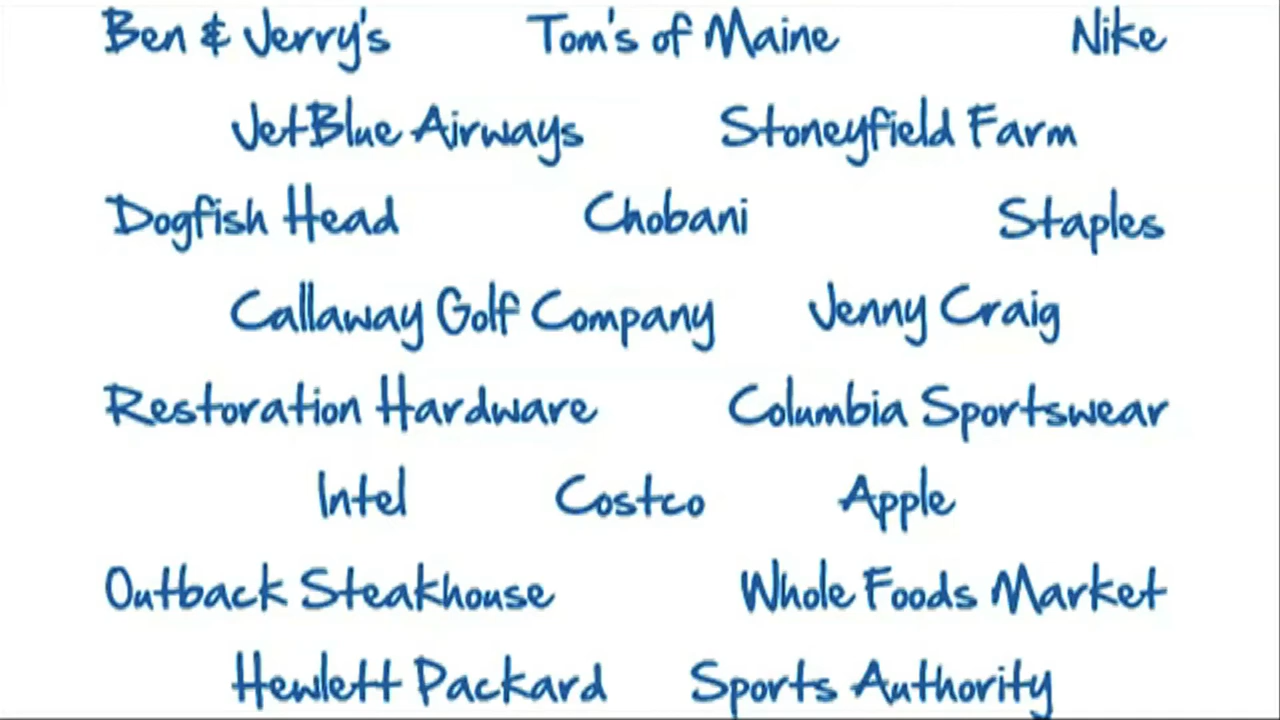 Ben & Jerry's Tom's of Maine Nike
JetBlue Airways Stoneyfield Farm
Dogfish Head Chobani Staples
Callaway Golf Company Jenny Craig
Restoration Hardware Columbia Sportswear
Intel Costco Apple
Outback Steakhouse Whole Foods Market
Hewlett Packard Sports Authority